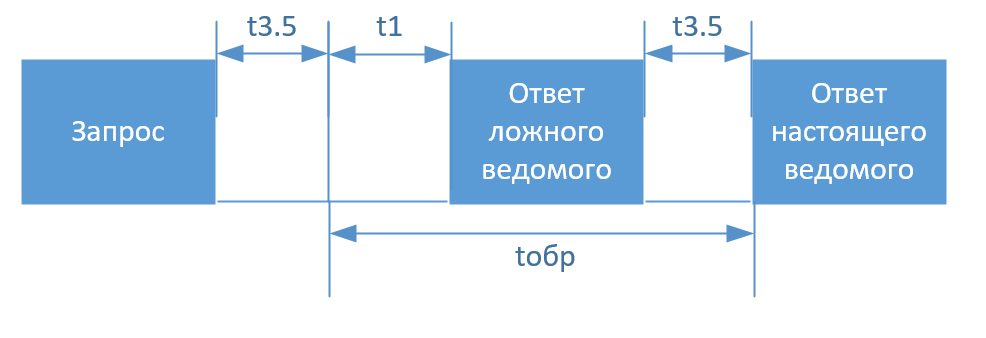 t3.5
t1
t3.5
Запрос
Ответ
ложного
ведомого
Ответ
настоящего
ведомого
tобр